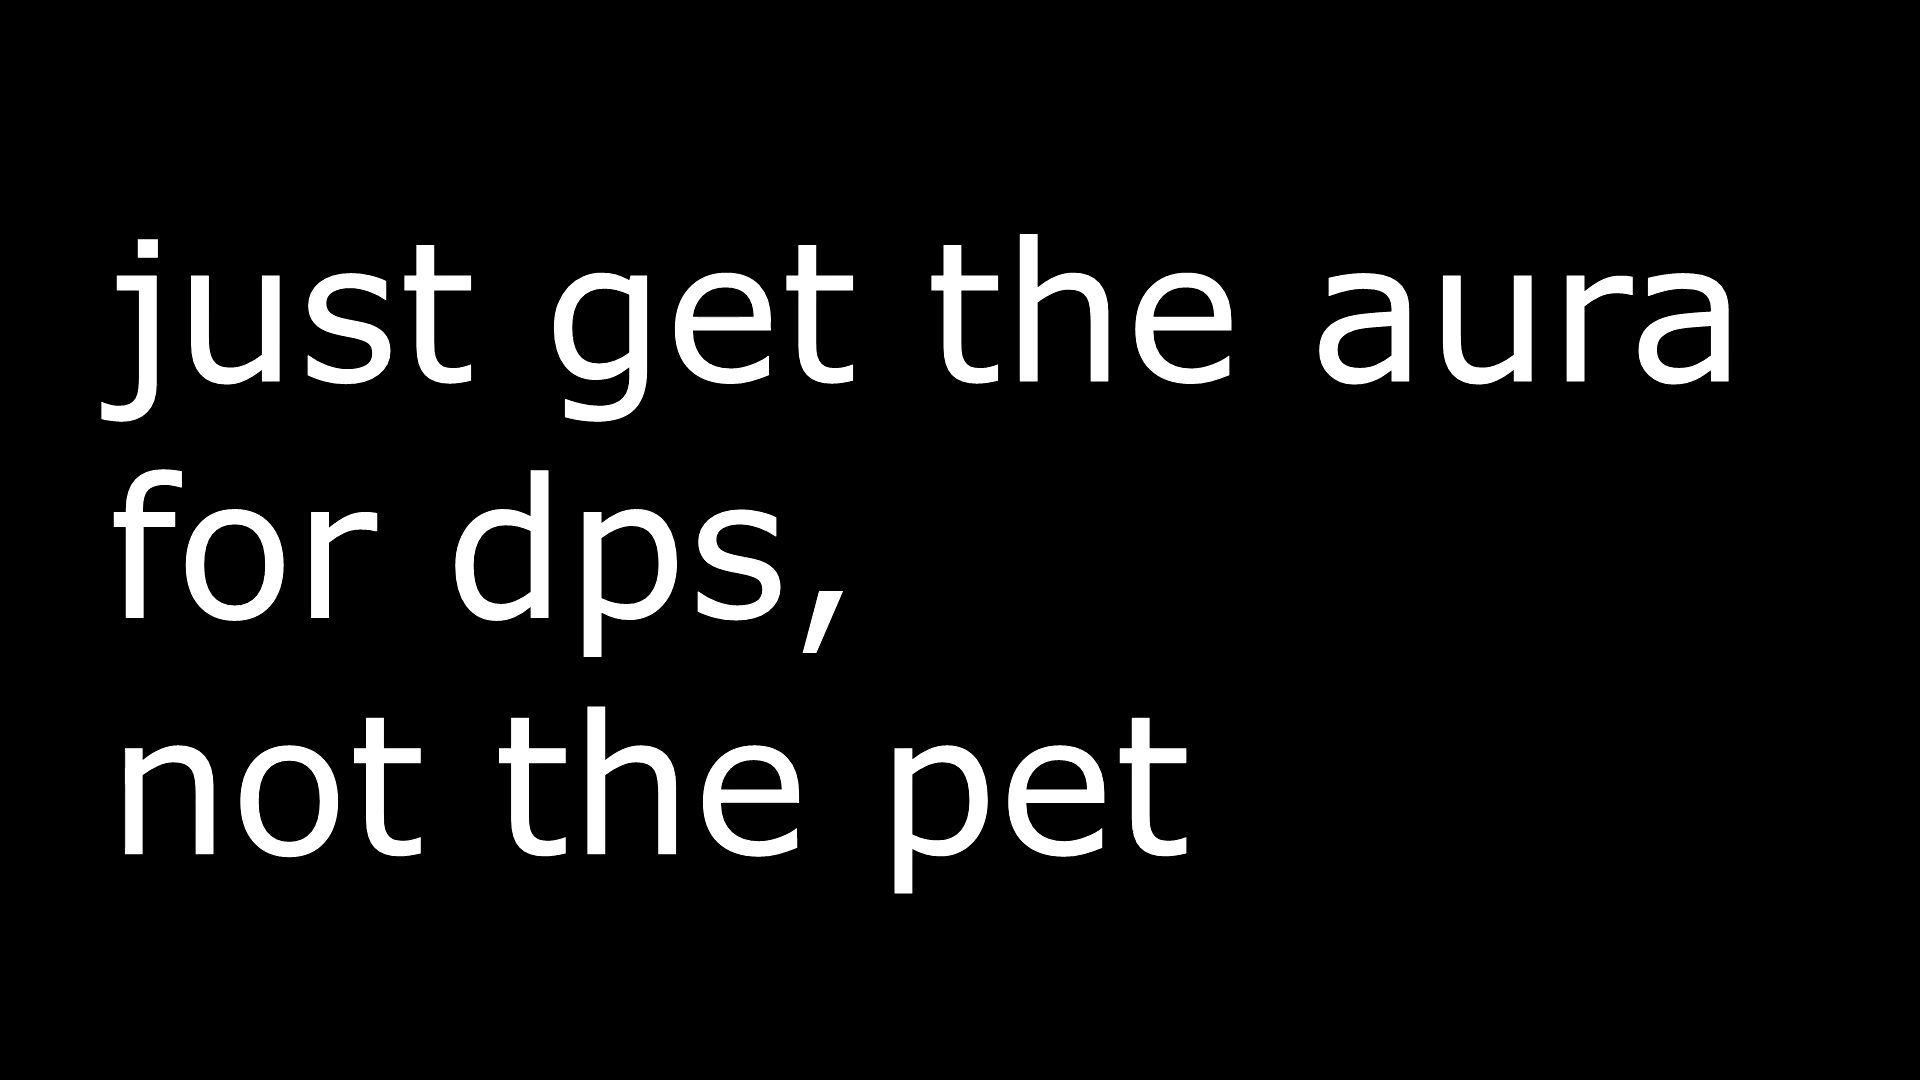 just get the aura
for dps,
not the pet